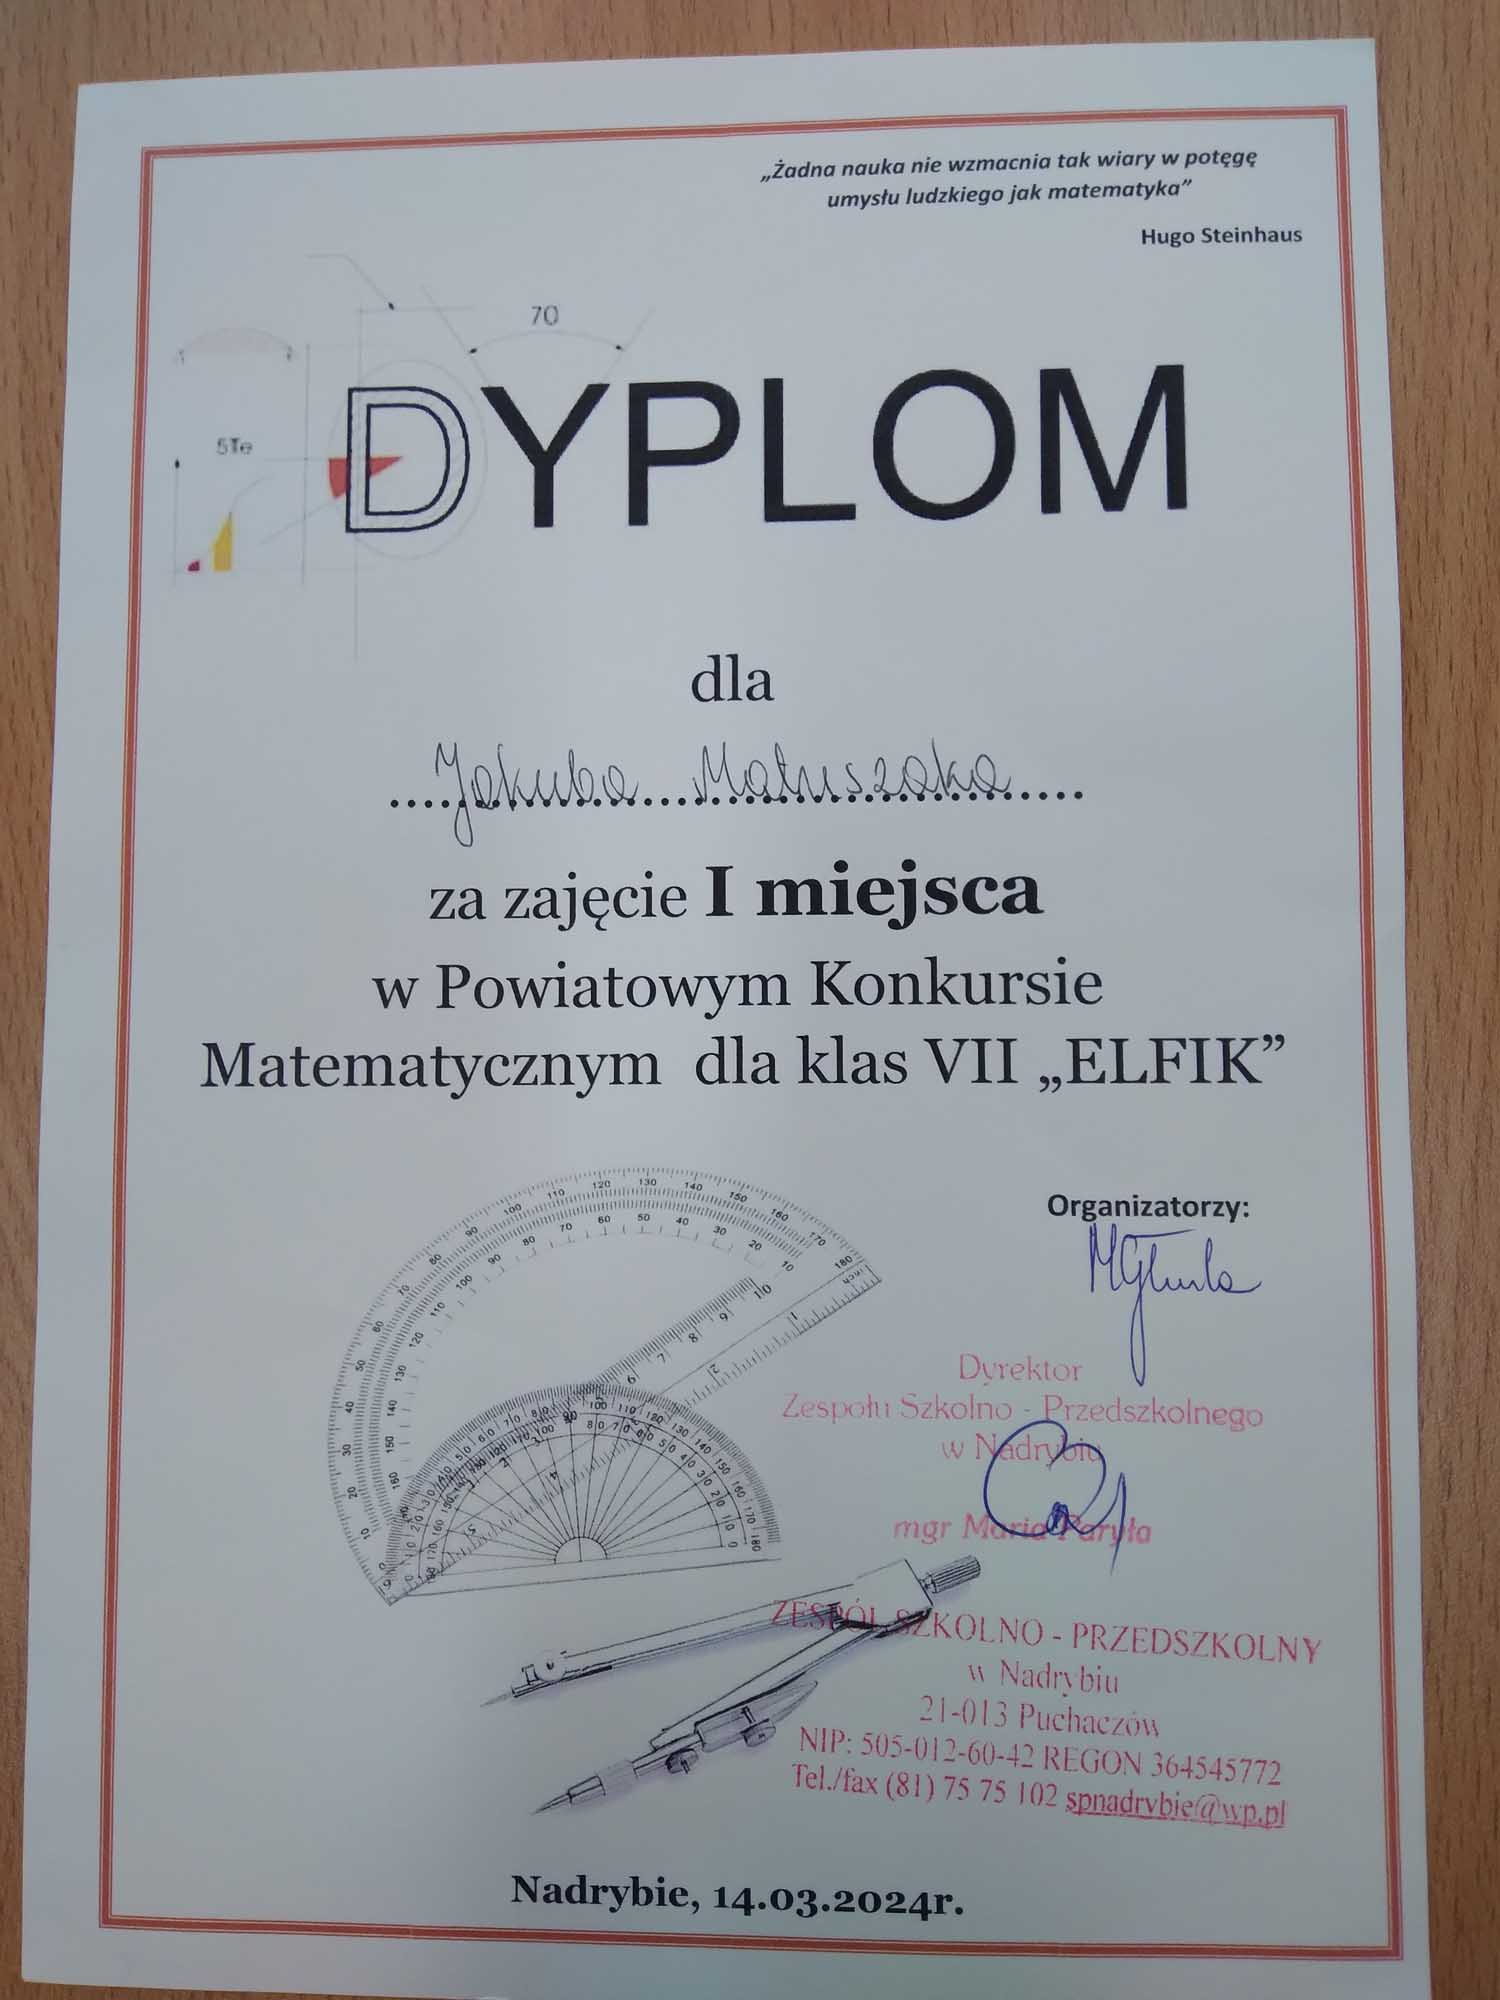 „Żadna nauka nie wzmacnia tak wiary w potęgę
umysłu ludzkiego jak matematyka”
Hugo Steinhaus
70
DYPLOM
dla
Jakuba Matuszaka
za zajęcie I miejsca
w Powiatowym Konkursie
Matematycznym dla klas VII „ELFIK”
Organizatorzy:
Dyrektor
Zespołu Szkolno - Przedszkolnego
w Nadrybiu
mgr Maria Paryła
ZESPÓŁ SZKOLNO - PRZEDSZKOLNY
w Nadrybiu
21-013 Puchaczów
NIP: 505-012-60-42 REGON 364545772
Tel./fax (81) 75 75 102 spnadrybie@wp.pl
Nadrybie, 14.03.2024r.